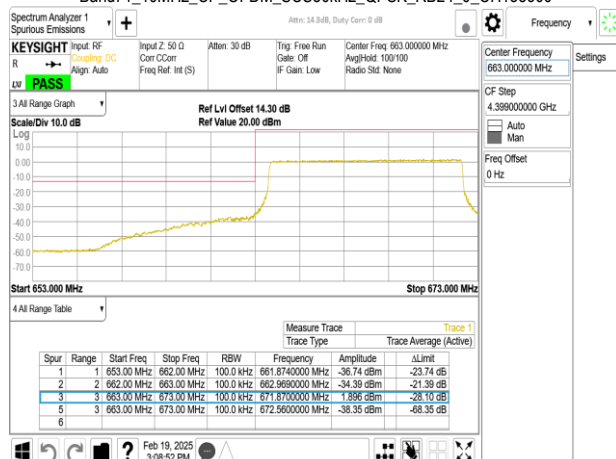 Spectrum Analyzer 1
Spurious Emissions
Attn: 14.3dB, Duty Corr: 0 dB
Frequency
Settings
KEYSIGHT
R
LXI
PASS
Input: RF
Coupling: DC
Align: Auto
Input Z: 50 Ω
Corr CCorr
Freq Ref: Int (S)
Atten: 30 dB
Trig: Free Run
Gate: Off
IF Gain: Low
Center Freq: 663.000000 MHz
Avg|Hold: 100/100
Radio Std: None
Center Frequency
663.000000 MHz
CF Step
4.399000000 GHz
Auto
Man
Freq Offset
0 Hz
3 All Range Graph
Ref Lvl Offset 14.30 dB
Scale/Div 10.0 dB
Ref Value 20.00 dBm
Log
10.0
0.00
-10.0
-20.0
-30.0
-40.0
-50.0
-60.0
-70.0
Start 653.000 MHz
Stop 673.000 MHz
4 All Range Table
Measure Trace Trace 1
Trace Type Trace Average (Active)
Spur Range Start Freq Stop Freq RBW Frequency Amplitude ΔLimit
1 1 653.00 MHz 662.00 MHz 100.0 kHz 661.8740000 MHz -36.74 dBm -23.74 dB
2 2 662.00 MHz 663.00 MHz 100.0 kHz 662.9690000 MHz -34.39 dBm -21.39 dB
3 3 663.00 MHz 673.00 MHz 100.0 kHz 671.8700000 MHz 1.896 dBm -28.10 dB
5 3 663.00 MHz 673.00 MHz 100.0 kHz 672.5600000 MHz -38.35 dBm -68.35 dB
6
Feb 19, 2025
3:08:52 PM